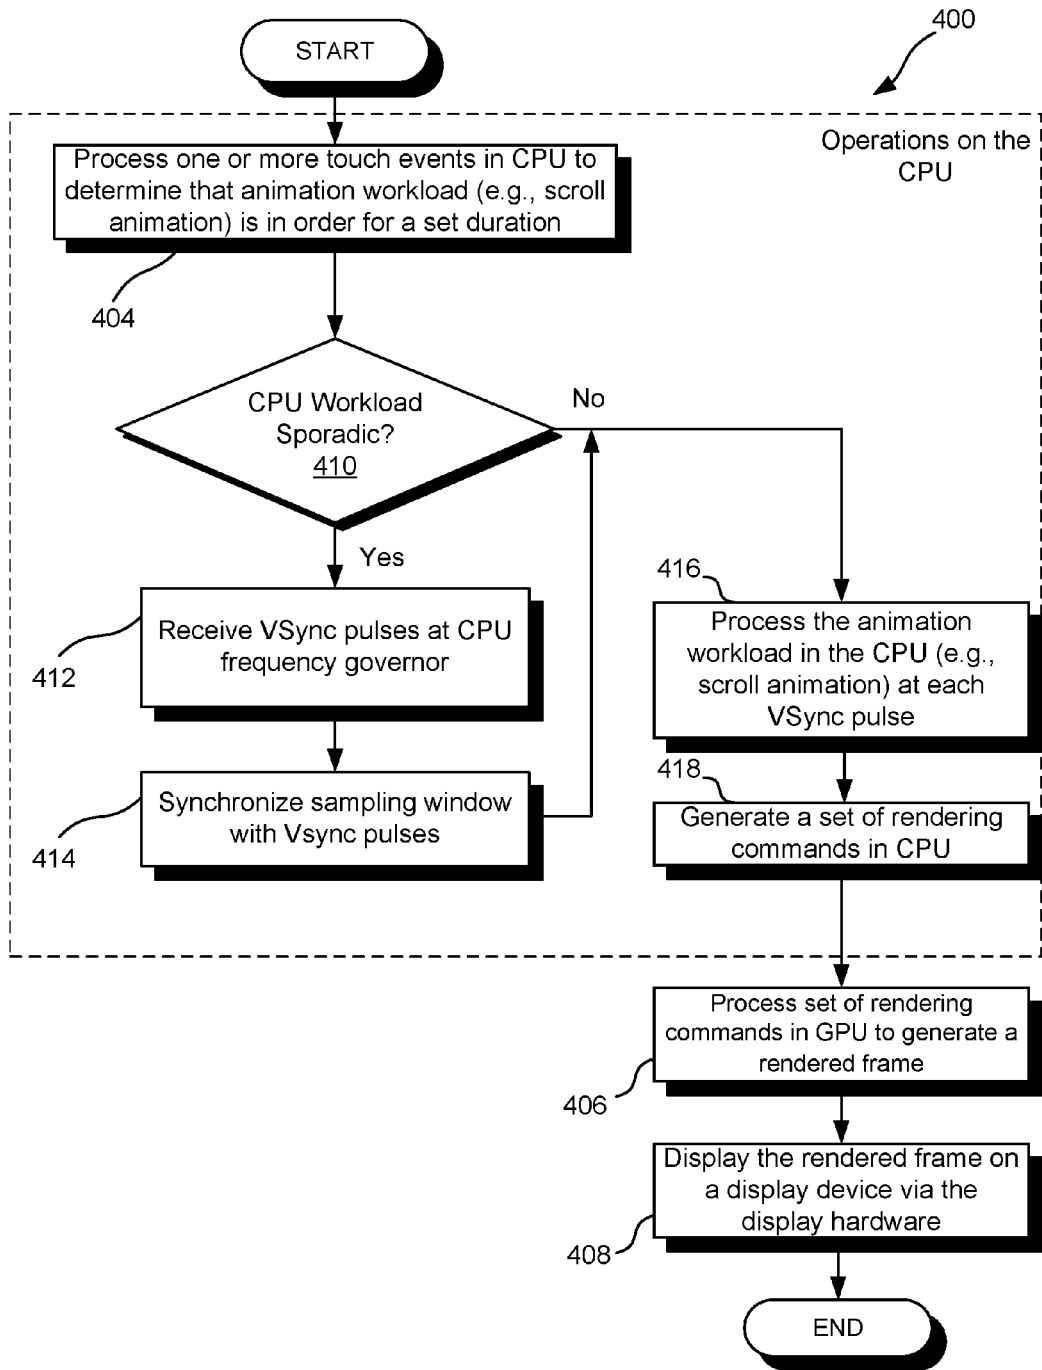 400
START
Operations on the
CPU
Process one or more touch events in CPU to
determine that animation workload (e.g., scroll
animation) is in order for a set duration
404
CPU Workload
Sporadic?
410
No
Yes
Receive VSync pulses at CPU
frequency governor
412
Synchronize sampling window
with Vsync pulses
414
416
Process the animation
workload in the CPU (e.g.,
scroll animation) at each
VSync pulse
418
Generate a set of rendering
commands in CPU
Process set of rendering
commands in GPU to generate a
rendered frame
406
Display the rendered frame on
a display device via the
display hardware
408
END